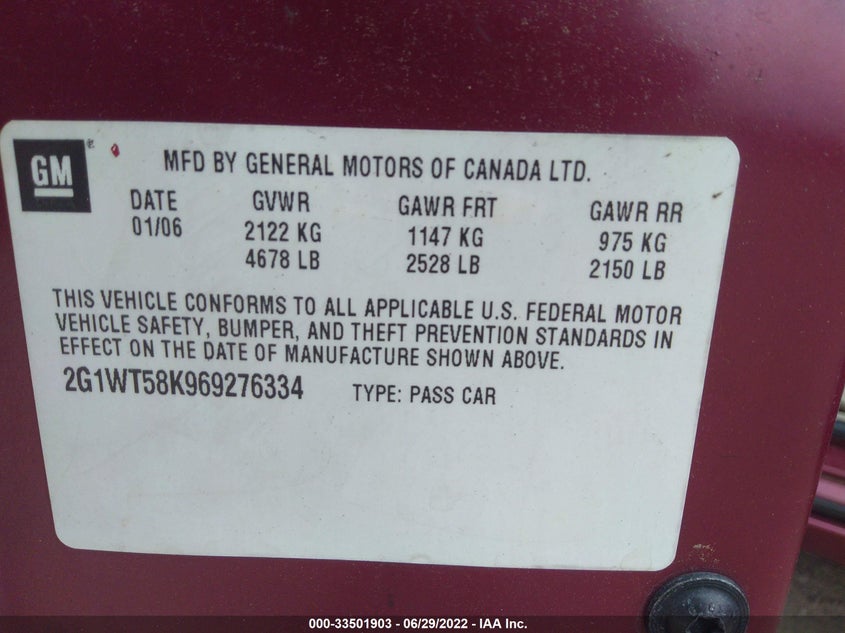 GM ®
MFD BY GENERAL MOTORS OF CANADA LTD.
DATE GVWR GAWR FRT GAWR RR
01/06 2122 KG 1147 KG 975 KG
4678 LB 2528 LB 2150 LB
THIS VEHICLE CONFORMS TO ALL APPLICABLE U.S. FEDERAL MOTOR
VEHICLE SAFETY, BUMPER, AND THEFT PREVENTION STANDARDS IN
EFFECT ON THE DATE OF MANUFACTURE SHOWN ABOVE.
2G1WT58K969276334 TYPE: PASS CAR
000-33501903 - 06/29/2022 - IAA Inc.